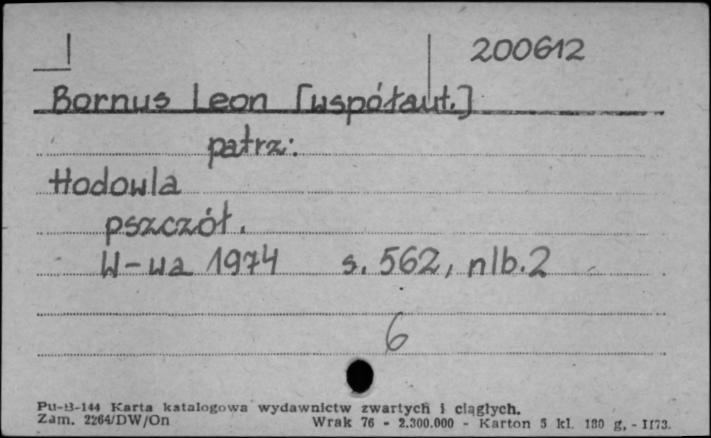 200612
Bornus Leon [współaut.]
patrz:
Hodowla
pszczół.
W-wa 1974 s. 562, nlb. 2
6
Pu-B-144 Karta katalogowa wydawnictw zwartych i ciągłych.
Zam. 2264/DW/On Wrak 76 - 2.300.000 - Karton 5 kl. 180 g, - II73.